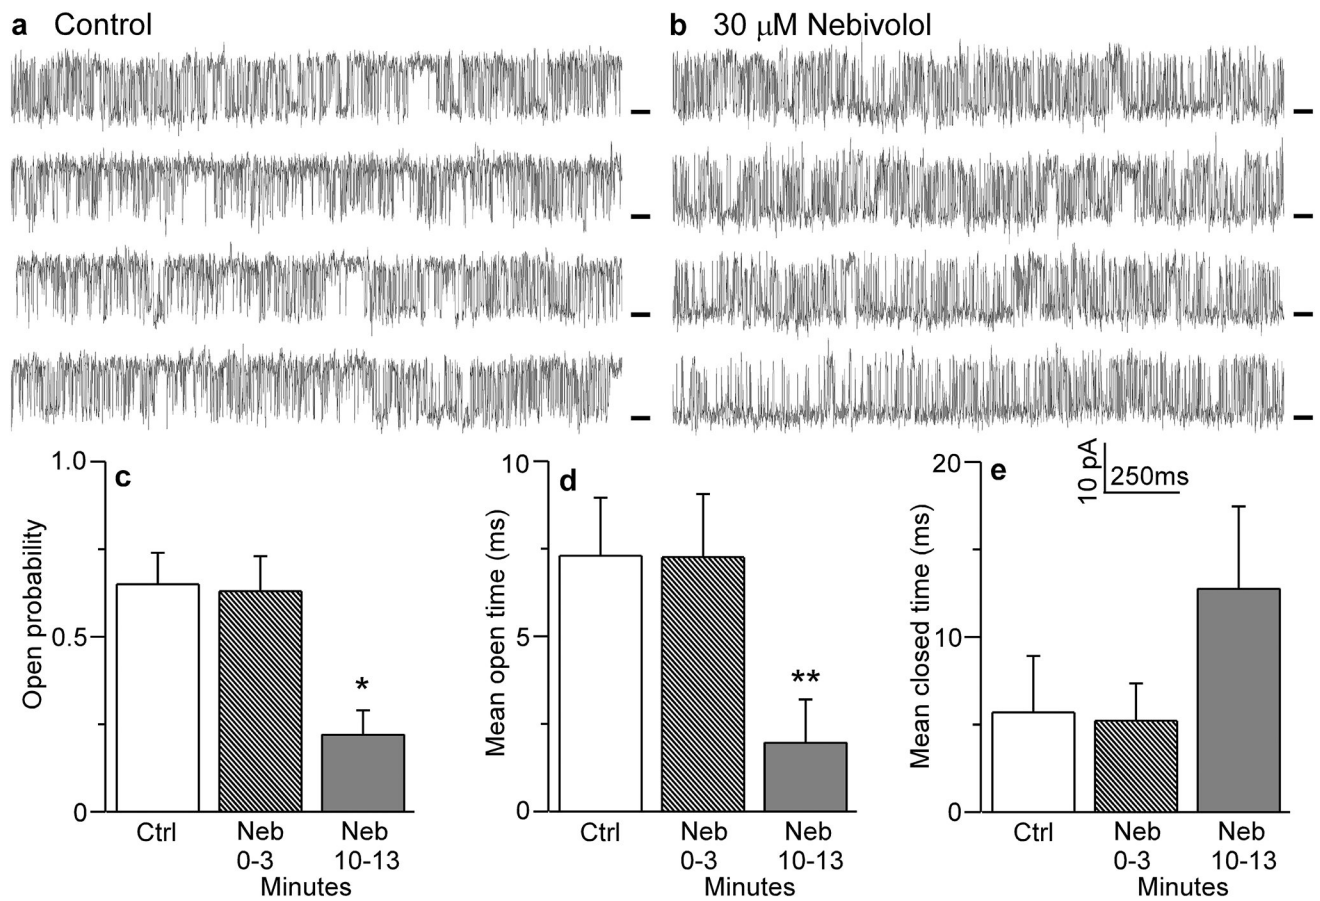 a Control
b 30 μM Nebivolol
c
1.0
0.5
0
Open probability
*
Ctrl
Neb
0-3
Neb
10-13
Minutes
d
10
5
0
Mean open time (ms)
**
Ctrl
Neb
0-3
Neb
10-13
Minutes
e
10 pA
250ms
20
10
0
Mean closed time (ms)
Ctrl
Neb
0-3
Neb
10-13
Minutes